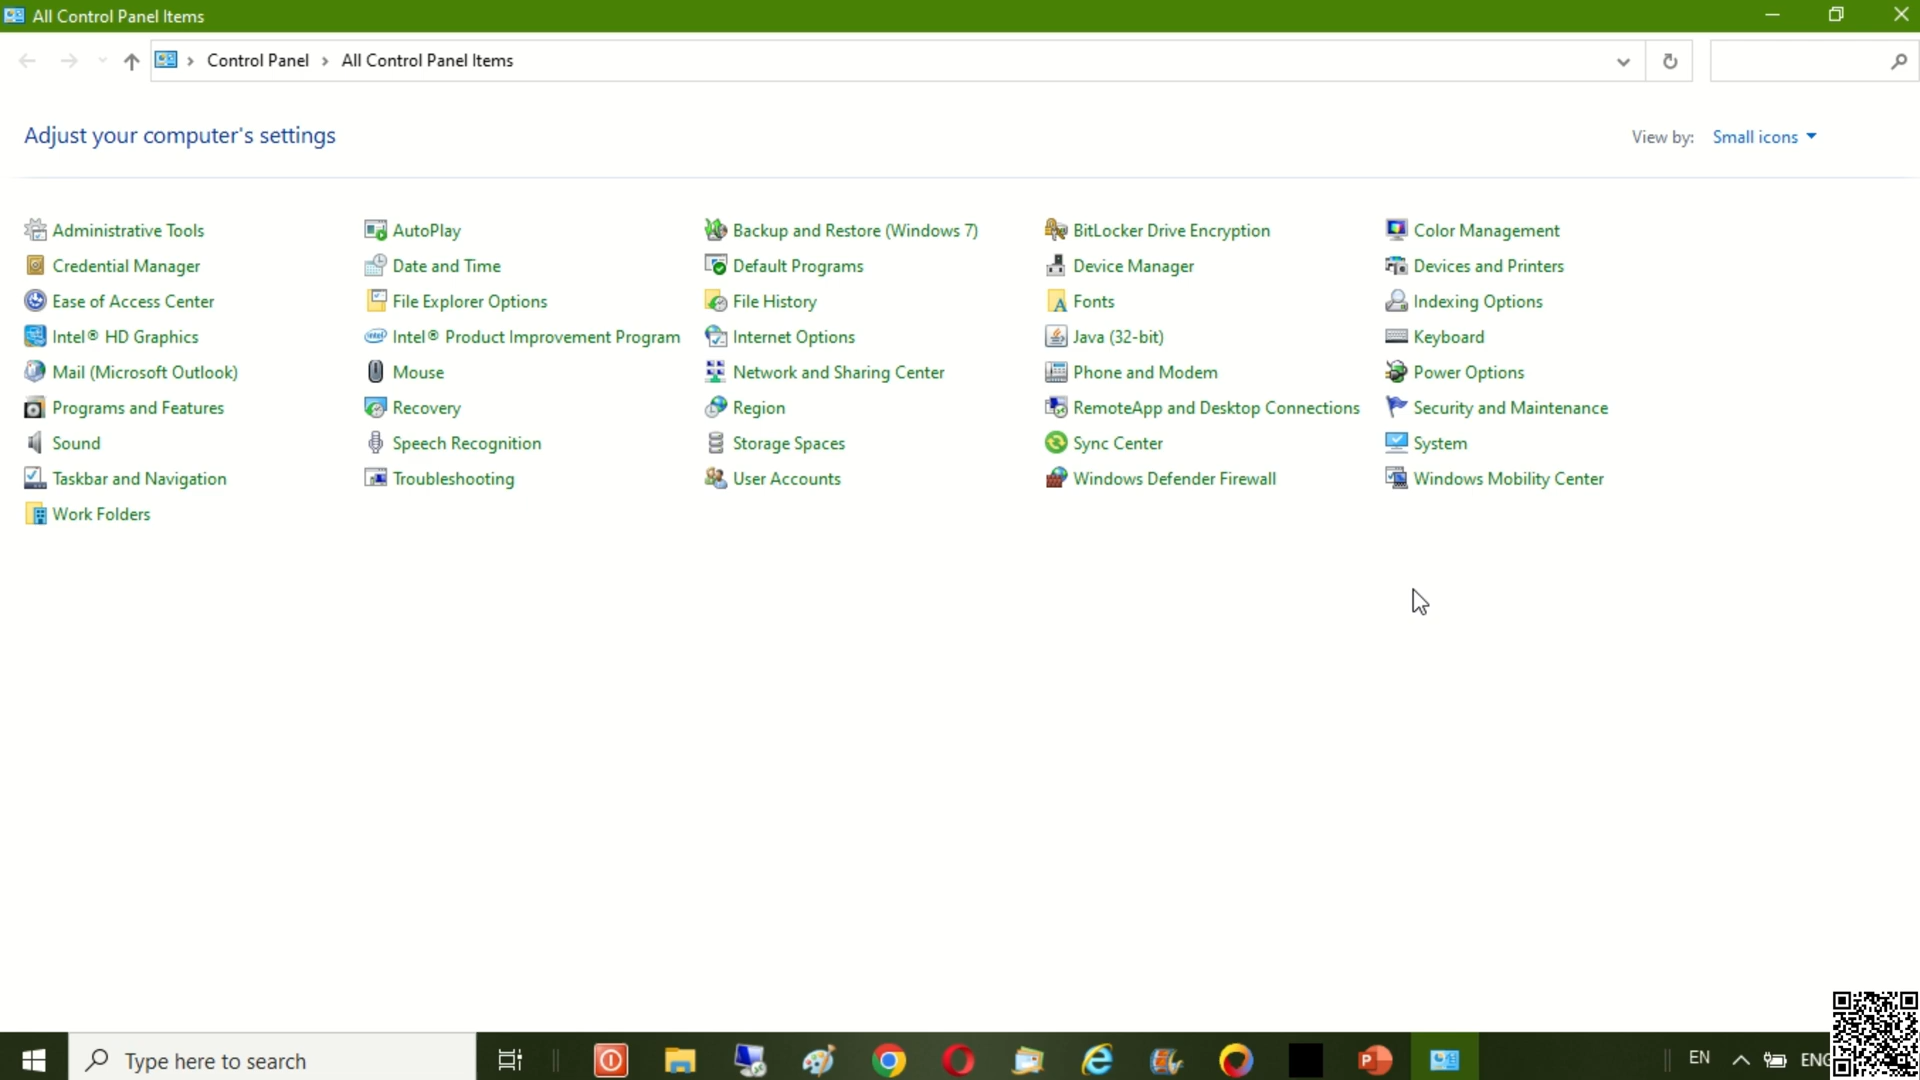 All Control Panel Items
Control Panel › All Control Panel Items
Adjust your computer's settings
View by: Small icons
Administrative Tools AutoPlay Backup and Restore (Windows 7) BitLocker Drive Encryption Color Management
Credential Manager Date and Time Default Programs Device Manager Devices and Printers
Ease of Access Center File Explorer Options File History Fonts Indexing Options
Intel® HD Graphics Intel® Product Improvement Program Internet Options Java (32-bit) Keyboard
Mail (Microsoft Outlook) Mouse Network and Sharing Center Phone and Modem Power Options
Programs and Features Recovery Region RemoteApp and Desktop Connections Security and Maintenance
Sound Speech Recognition Storage Spaces Sync Center System
Taskbar and Navigation Troubleshooting User Accounts Windows Defender Firewall Windows Mobility Center
Work Folders
Type here to search EN ENG